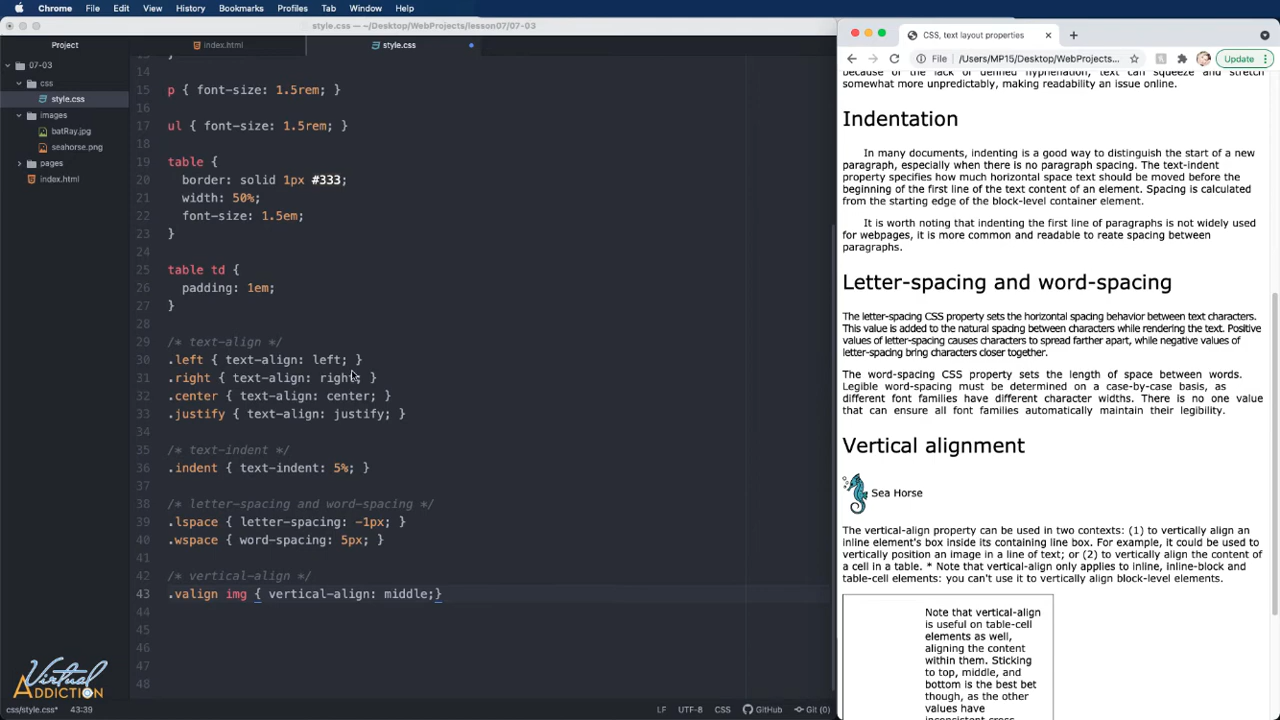 Chrome File Edit View History Bookmarks Profiles Tab Window Help
style.css — ~/Desktop/WebProjects/lesson07/07-03
Project
index.html
style.css
07-03
css
style.css
images
batRay.jpg
seahorse.png
pages
index.html
14
15 p { font-size: 1.5rem; }
16
17 ul { font-size: 1.5rem; }
18
19 table {
20 border: solid 1px #333;
21 width: 50%;
22 font-size: 1.5em;
23 }
24
25 table td {
26 padding: 1em;
27 }
28
29 /* text-align */
30 .left { text-align: left; }
31 .right { text-align: right; }
32 .center { text-align: center; }
33 .justify { text-align: justify; }
34
35 /* text-indent */
36 .indent { text-indent: 5%; }
37
38 /* letter-spacing and word-spacing */
39 .lspace { letter-spacing: -1px; }
40 .wspace { word-spacing: 5px; }
41
42 /* vertical-align */
43 .valign img { vertical-align: middle;}
44
45
46
47
48
Virtual
Addiction
css/style.css* 43:39
LF UTF-8 CSS GitHub Git (0)
CSS, text layout properties
File /Users/MP15/Desktop/WebProjects... Update
because of the lack of defined hyphenation, text can squeeze and stretch
somewhat more unpredictably, making readability an issue online.
Indentation
In many documents, indenting is a good way to distinguish the start of a new
paragraph, especially when there is no paragraph spacing. The text-indent
property specifies how much horizontal space text should be moved before the
beginning of the first line of the text content of an element. Spacing is calculated
from the starting edge of the block-level container element.
It is worth noting that indenting the first line of paragraphs is not widely used
for webpages, it is more common and readable to reate spacing between
paragraphs.
Letter-spacing and word-spacing
The letter-spacing CSS property sets the horizontal spacing behavior between text characters.
This value is added to the natural spacing between characters while rendering the text. Positive
values of letter-spacing causes characters to spread farther apart, while negative values of
letter-spacing bring characters closer together.
The word-spacing CSS property sets the length of space between words.
Legible word-spacing must be determined on a case-by-case basis, as
different font families have different character widths. There is no one value
that can ensure all font families automatically maintain their legibility.
Vertical alignment
Sea Horse
The vertical-align property can be used in two contexts: (1) to vertically align an
inline element's box inside its containing line box. For example, it could be used to
vertically position an image in a line of text; or (2) to vertically align the content of
a cell in a table. * Note that vertical-align only applies to inline, inline-block and
table-cell elements: you can't use it to vertically align block-level elements.
Note that vertical-align
is useful on table-cell
elements as well,
aligning the content
within them. Sticking
to top, middle, and
bottom is the best bet
though, as the other
values have